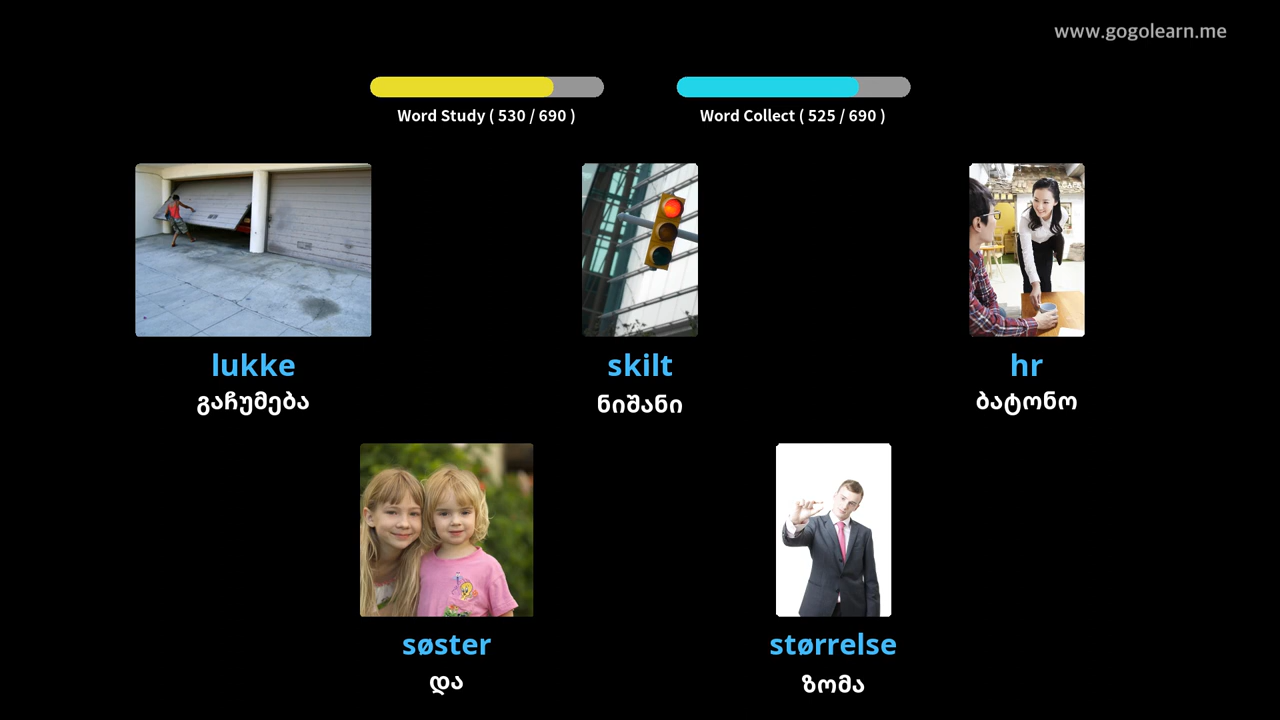 www.gogolearn.me
Word Study ( 530 / 690 )
Word Collect ( 525 / 690 )
lukke
გაჩუმება
skilt
ნიშანი
hr
ბატონო
søster
და
størrelse
ზომა